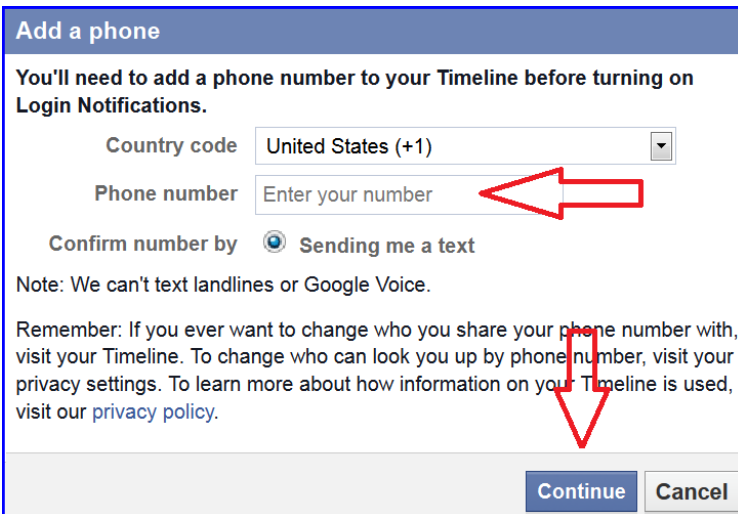 Add a phone
You'll need to add a phone number to your Timeline before turning on
Login Notifications.
Country code United States (+1)
Phone number Enter your number
Confirm number by Sending me a text
Note: We can't text landlines or Google Voice.
Remember: If you ever want to change who you share your phone number with,
visit your Timeline. To change who can look you up by phone number, visit your
privacy settings. To learn more about how information on your Timeline is used,
visit our privacy policy.
Continue Cancel